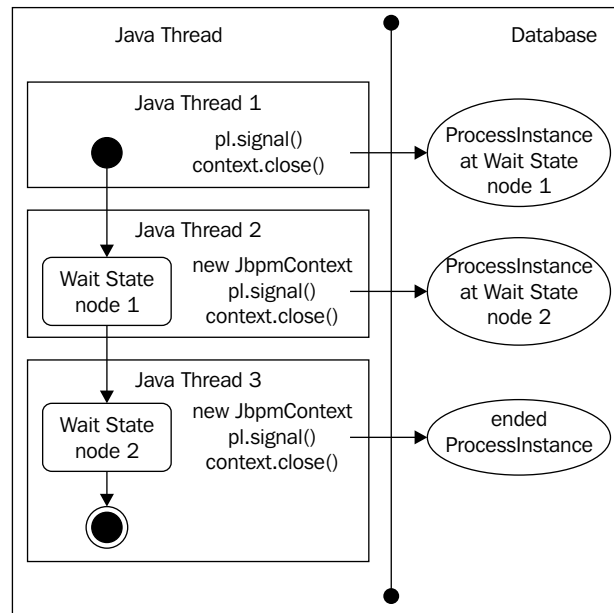 Java Thread
Database
Java Thread 1
pl.signal()
context.close()
ProcessInstance
at Wait State
node 1
Java Thread 2
Wait State
node 1
new JbpmContext
pl.signal()
context.close()
ProcessInstance
at Wait State
node 2
Java Thread 3
Wait State
node 2
new JbpmContext
pl.signal()
context.close()
ended
ProcessInstance